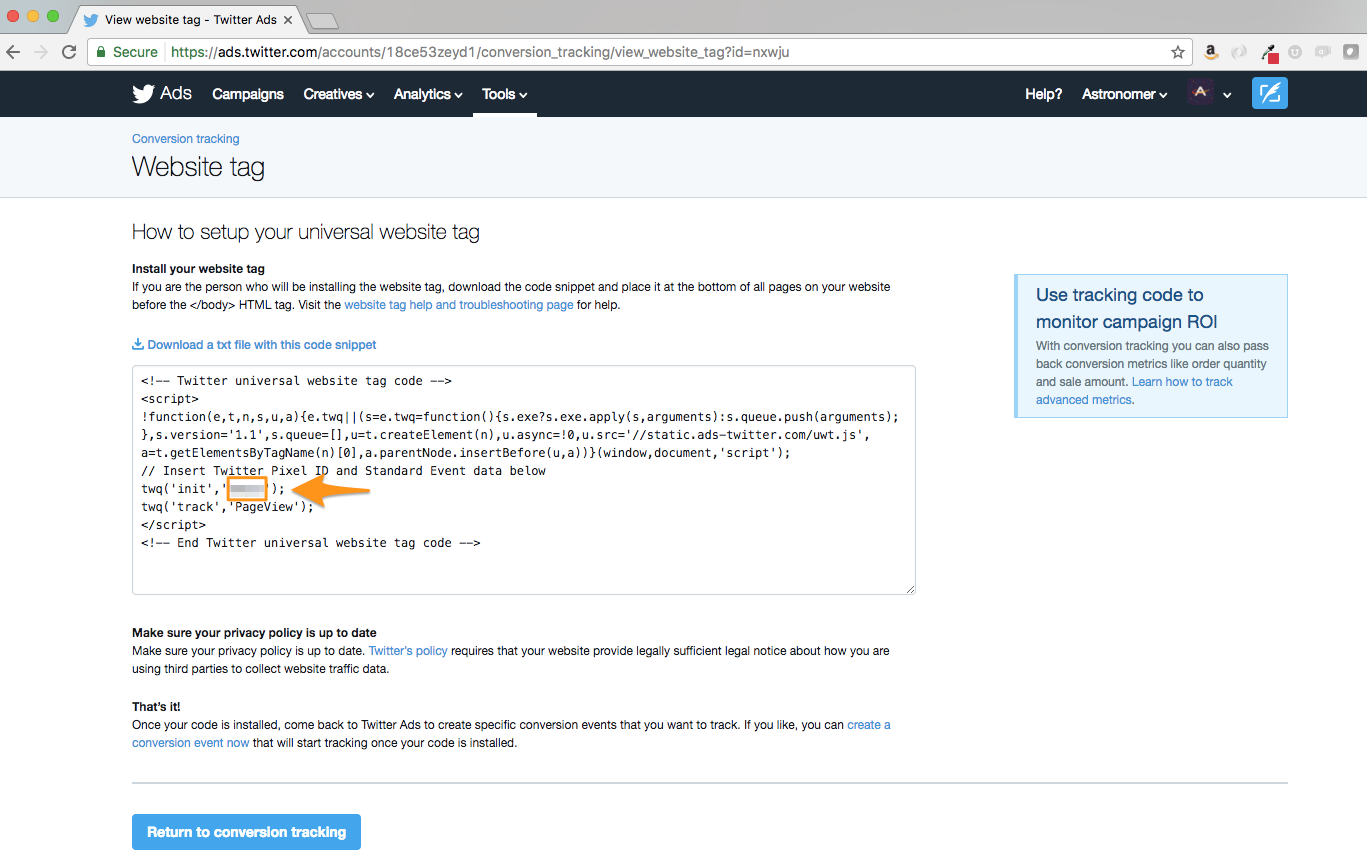 View website tag - Twitter Ads
Secure https://ads.twitter.com/accounts/18ce53zeyd1/conversion_tracking/view_website_tag?id=nxwju
Ads Campaigns Creatives Analytics Tools Help? Astronomer
Conversion tracking
Website tag
How to setup your universal website tag
Install your website tag
If you are the person who will be installing the website tag, download the code snippet and place it at the bottom of all pages on your website
before the </body> HTML tag. Visit the website tag help and troubleshooting page for help.
Download a txt file with this code snippet
<!-- Twitter universal website tag code -->
<script>
!function(e,t,n,s,u,a){e.twq||(s=e.twq=function(){s.exe?s.exe.apply(s,arguments):s.queue.push(arguments);
},s.version='1.1',s.queue=[],u=t.createElement(n),u.async=!0,u.src='//static.ads-twitter.com/uwt.js',
a=t.getElementsByTagName(n)[0],a.parentNode.insertBefore(u,a))}(window,document,'script');
// Insert Twitter Pixel ID and Standard Event data below
twq('init','');
twq('track','PageView');
</script>
<!-- End Twitter universal website tag code -->
Use tracking code to
monitor campaign ROI
With conversion tracking you can also pass
back conversion metrics like order quantity
and sale amount. Learn how to track
advanced metrics.
Make sure your privacy policy is up to date
Make sure your privacy policy is up to date. Twitter's policy requires that your website provide legally sufficient legal notice about how you are
using third parties to collect website traffic data.
That's it!
Once your code is installed, come back to Twitter Ads to create specific conversion events that you want to track. If you like, you can create a
conversion event now that will start tracking once your code is installed.
Return to conversion tracking